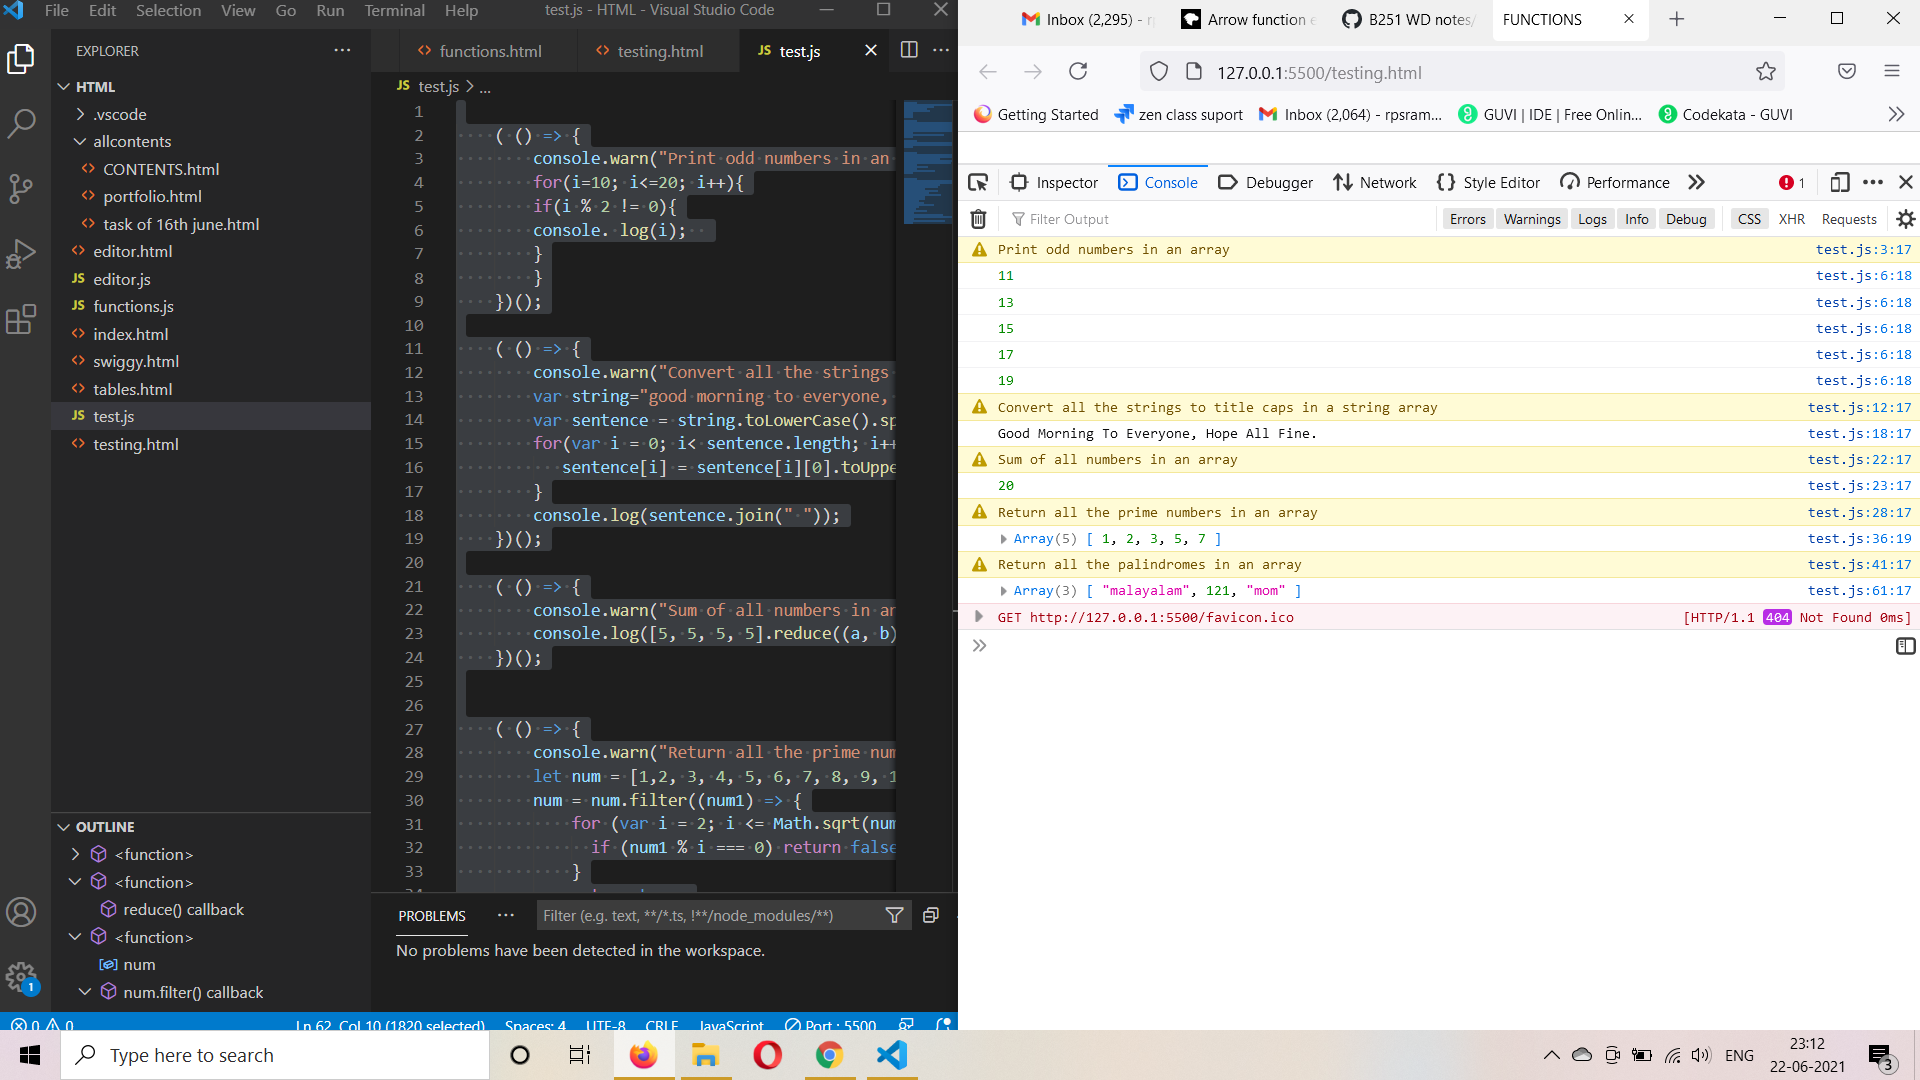 File Edit Selection View Go Run Terminal Help test.js - HTML - Visual Studio Code
EXPLORER
HTML
.vscode
allcontents
CONTENTS.html
portfolio.html
task of 16th june.html
editor.html
JS editor.js
JS functions.js
index.html
swiggy.html
tables.html
JS test.js
testing.html
OUTLINE
<function>
<function>
reduce() callback
<function>
num
num.filter() callback
1
functions.html testing.html JS test.js
JS test.js > ...
1
2 ( () => {
3 console.warn("Print odd numbers in an
4 for(i=10; i<=20; i++){
5 if(i % 2 != 0){
6 console. log(i);
7 }
8 }
9 })();
10
11 ( () => {
12 console.warn("Convert all the strings
13 var string="good morning to everyone,
14 var sentence = string.toLowerCase().sp
15 for(var i = 0; i< sentence.length; i++
16 sentence[i] = sentence[i][0].toUppe
17 }
18 console.log(sentence.join(" "));
19 })();
20
21 ( () => {
22 console.warn("Sum of all numbers in an
23 console.log([5, 5, 5, 5].reduce((a, b)
24 })();
25
26
27 ( () => {
28 console.warn("Return all the prime num
29 let num = [1,2, 3, 4, 5, 6, 7, 8, 9, 1
30 num = num.filter((num1) => {
31 for (var i = 2; i <= Math.sqrt(num
32 if (num1 % i === 0) return false
33 }
PROBLEMS ... Filter (e.g. text, **/*.ts, !**/node_modules/**)
No problems have been detected in the workspace.
0 0 Ln 62, Col 10 (1820 selected) Spaces: 4 UTF-8 CRLF JavaScript Port : 5500
Inbox (2,295) - Arrow function B251 WD notes/ FUNCTIONS
127.0.0.1:5500/testing.html
Getting Started zen class suport Inbox (2,064) - rpsram... GUVI | IDE | Free Onlin... Codekata - GUVI
Inspector Console Debugger Network Style Editor Performance 1
Filter Output Errors Warnings Logs Info Debug CSS XHR Requests
Print odd numbers in an array test.js:3:17
11 test.js:6:18
13 test.js:6:18
15 test.js:6:18
17 test.js:6:18
19 test.js:6:18
Convert all the strings to title caps in a string array test.js:12:17
Good Morning To Everyone, Hope All Fine. test.js:18:17
Sum of all numbers in an array test.js:22:17
20 test.js:23:17
Return all the prime numbers in an array test.js:28:17
Array(5) [ 1, 2, 3, 5, 7 ] test.js:36:19
Return all the palindromes in an array test.js:41:17
Array(3) [ "malayalam", 121, "mom" ] test.js:61:17
GET http://127.0.0.1:5500/favicon.ico [HTTP/1.1 404 Not Found 0ms]
Type here to search
ENG
23:12
22-06-2021
3